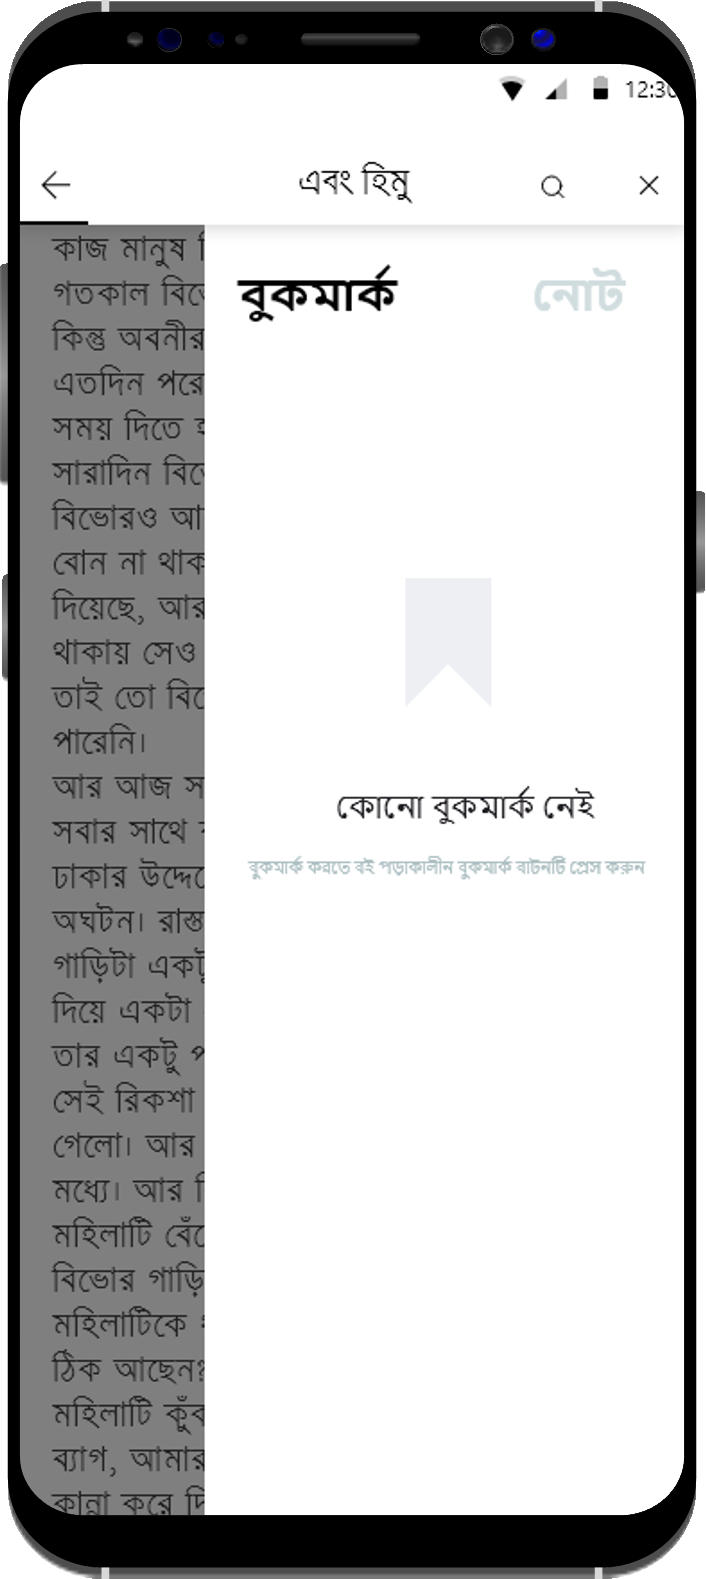 12:30
এবং হিমু
বুকমার্ক নোট
কোনো বুকমার্ক নেই
বুকমার্ক করতে বই পড়াকালীন বুকমার্ক বাটনটি প্রেস করুন
কাজ মানুষ
গতকাল
কিন্তু অবনীর
এতদিন পরে
সময় দিতে
সারাদিন
বিভোরও আ
বোন না থাক
দিয়েছে, আর
থাকায় সেও
তাই তো
পারেনি।
আর আজ স
সবার সাথে
ঢাকার উদ্দে
অঘটন। রাস্ত
গাড়িটা একটু
দিয়ে একটা
তার একটু প
সেই রিকশা
গেলো। আর
মধ্যে। আর
মহিলাটি বেঁ
বিভোর গাড়ি
মহিলাটিকে
ঠিক আছেন?
মহিলাটি কুঁক
ব্যাগ, আমার
কান্না করে দি